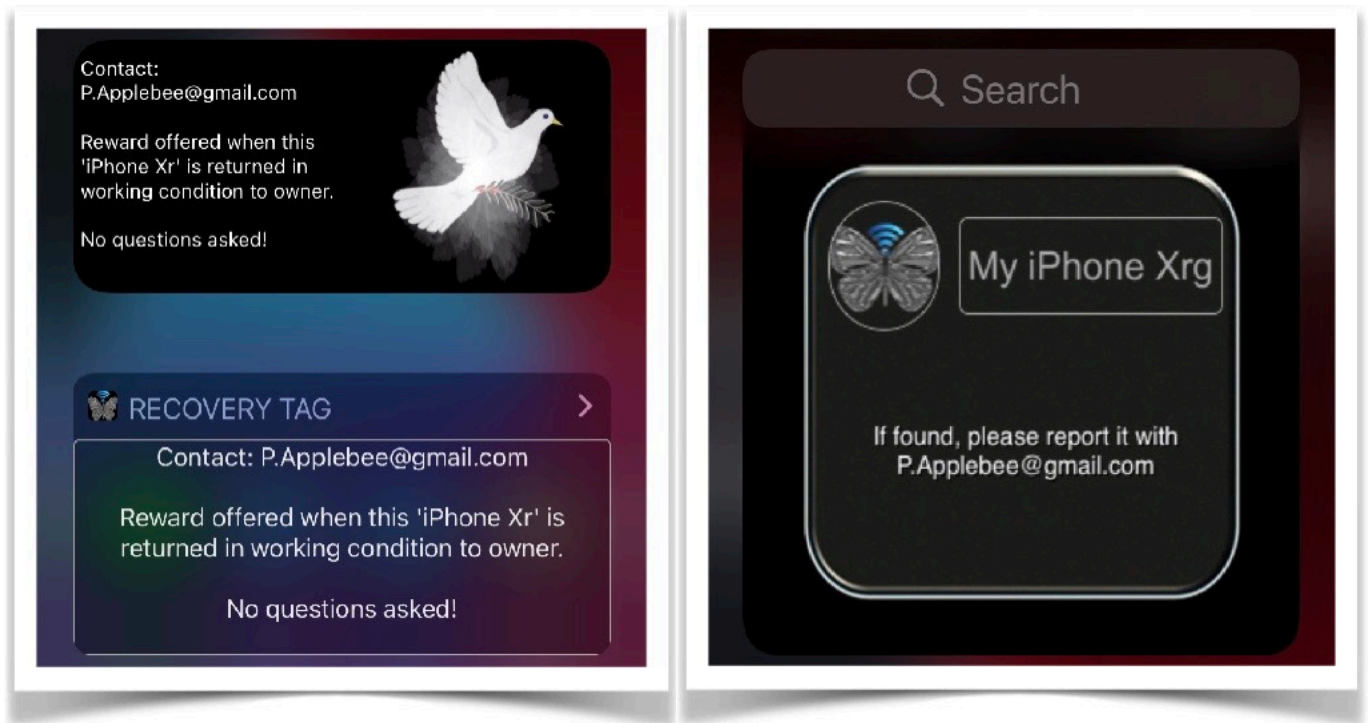 Contact:
P.Applebee@gmail.com
Reward offered when this
'iPhone Xr' is returned in
working condition to owner.
No questions asked!
RECOVERY TAG
Contact: P.Applebee@gmail.com
Reward offered when this 'iPhone Xr' is
returned in working condition to owner.
No questions asked!
Search
My iPhone Xrg
If found, please report it with
P.Applebee@gmail.com